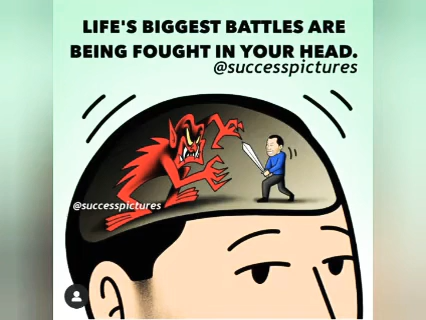 LIFE'S BIGGEST BATTLES ARE
BEING FOUGHT IN YOUR HEAD.
@successpictures
@successpictures